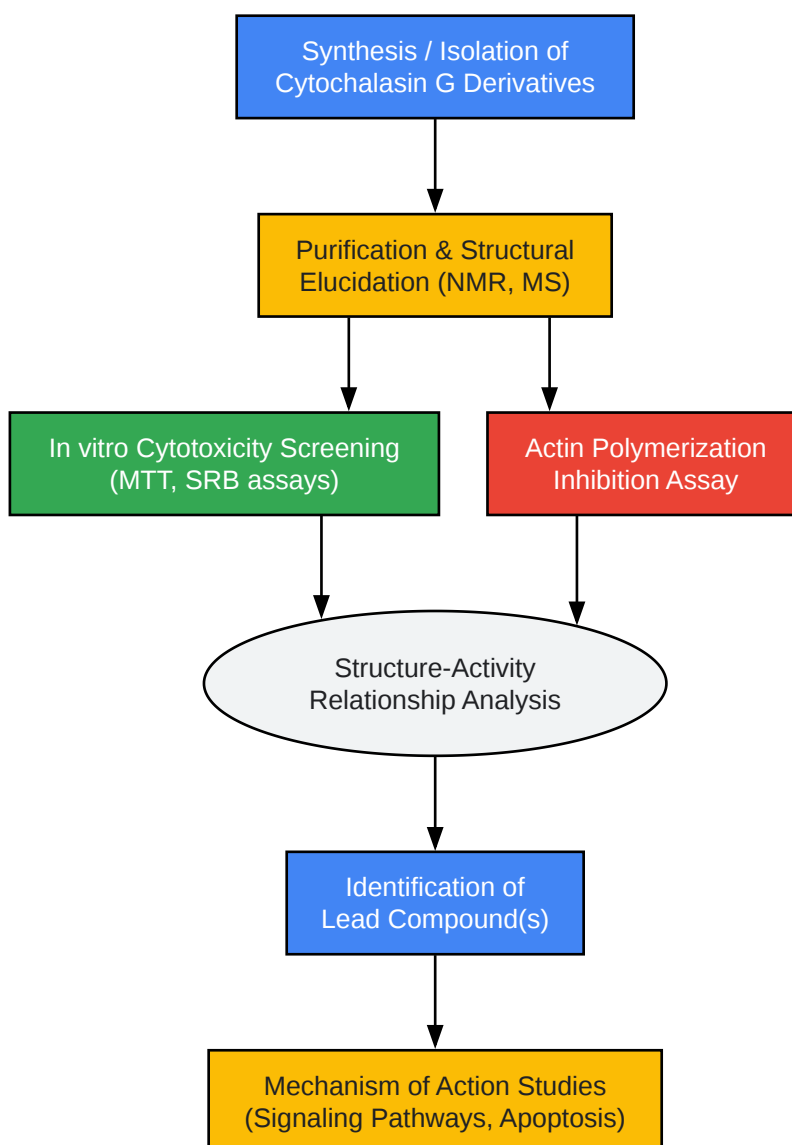 Synthesis / Isolation of
Cytochalasin G Derivatives
Purification & Structural
Elucidation (NMR, MS)
In vitro Cytotoxicity Screening
(MTT, SRB assays)
Actin Polymerization
Inhibition Assay
Structure-Activity
Relationship Analysis
Identification of
Lead Compound(s)
Mechanism of Action Studies
(Signaling Pathways, Apoptosis)